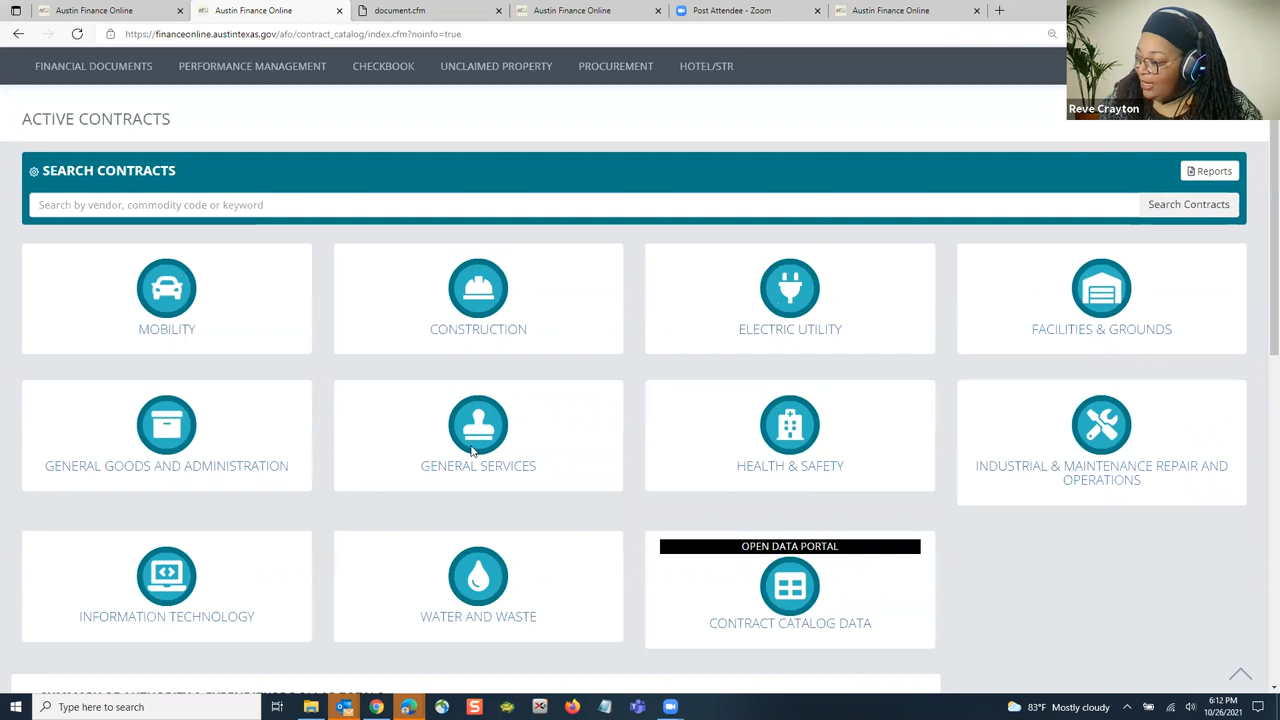 Austin Finance Online
Austin Finance Online
document.cfm
Austin Finance Online
Post Attendee - Zoom
Austin Finance Online
https://financeonline.austintexas.gov/afo/contract_catalog/index.cfm?noinfo=true
FINANCIAL DOCUMENTS
PERFORMANCE MANAGEMENT
CHECKBOOK
UNCLAIMED PROPERTY
PROCUREMENT
HOTEL/STR
Reve Crayton
ACTIVE CONTRACTS
SEARCH CONTRACTS
Reports
Search by vendor, commodity code or keyword
Search Contracts
MOBILITY
CONSTRUCTION
ELECTRIC UTILITY
FACILITIES & GROUNDS
GENERAL GOODS AND ADMINISTRATION
GENERAL SERVICES
HEALTH & SAFETY
INDUSTRIAL & MAINTENANCE REPAIR AND
OPERATIONS
INFORMATION TECHNOLOGY
WATER AND WASTE
OPEN DATA PORTAL
CONTRACT CATALOG DATA
Type here to search
83°F Mostly cloudy
6:12 PM
10/26/2021